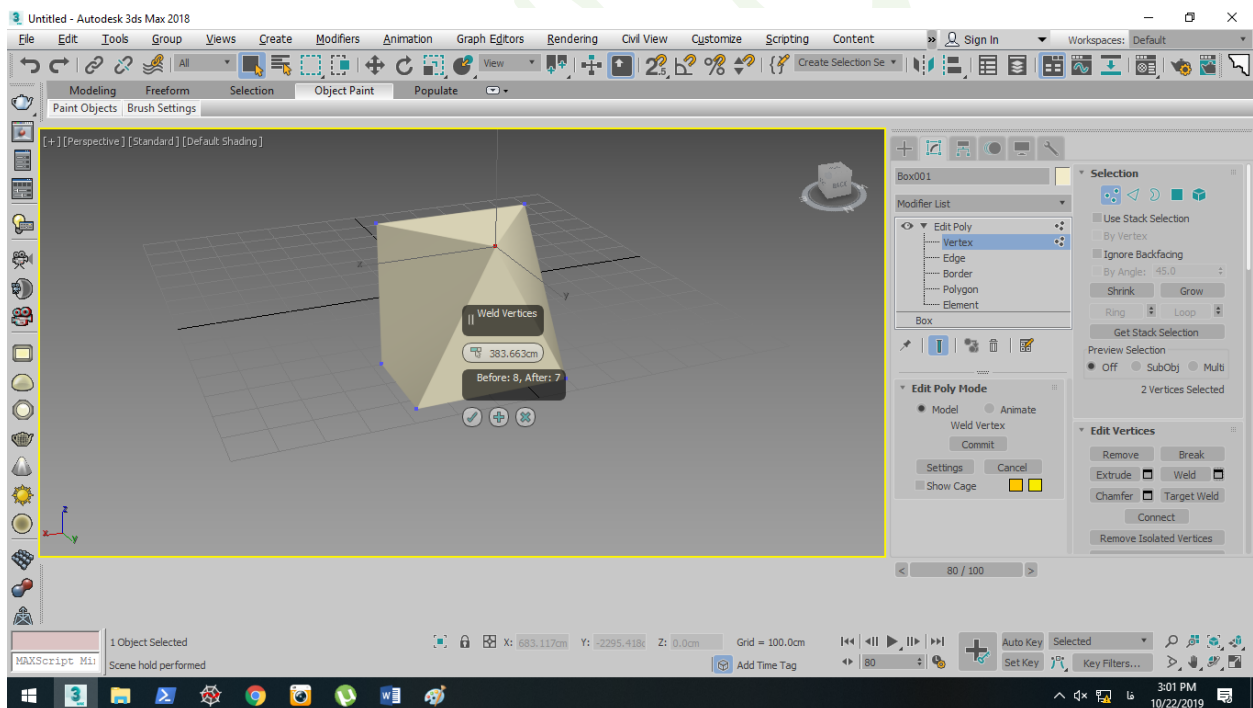 3 Untitled - Autodesk 3ds Max 2018
File Edit Tools Group Views Create Modifiers Animation Graph Editors Rendering Civil View Customize Scripting Content » Sign In Workspaces: Default
All View Create Selection Se
Modeling Freeform Selection Object Paint Populate
Paint Objects Brush Settings
[+] [Perspective ] [Standard ] [Default Shading ]
BACK
x
y
Weld Vertices
383.663cm
Before: 8, After: 7
z
x
y
Box001
Modifier List
Edit Poly
Vertex
Edge
Border
Polygon
Element
Box
Edit Poly Mode
Model Animate
Weld Vertex
Commit
Settings Cancel
Show Cage
Selection
Use Stack Selection
By Vertex
Ignore Backfacing
By Angle: 45.0
Shrink Grow
Ring Loop
Get Stack Selection
Preview Selection
Off SubObj Multi
2 Vertices Selected
Edit Vertices
Remove Break
Extrude Weld
Chamfer Target Weld
Connect
Remove Isolated Vertices
< 80 / 100 >
1 Object Selected X: 683.117cm Y: -2295.418c Z: 0.0cm Grid = 100.0cm Auto Key Selected
MAXScript Mi Scene hold performed Add Time Tag 80 Set Key Key Filters...
3:01 PM
فا
10/22/2019